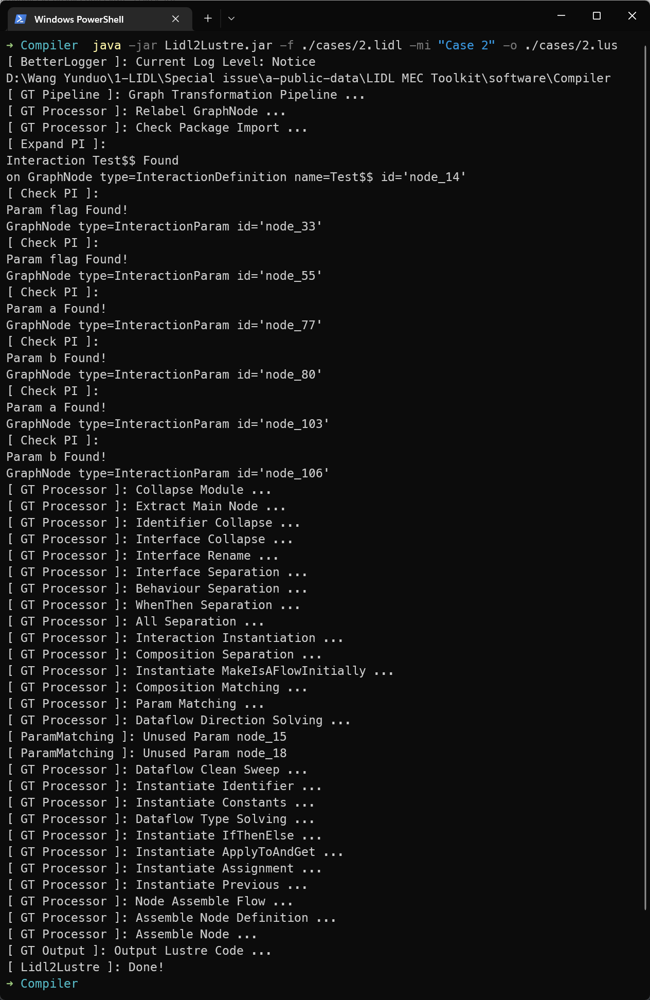 Windows PowerShell
➜ Compiler java -jar Lidl2Lustre.jar -f ./cases/2.lidl -mi "Case 2" -o ./cases/2.lus
[ BetterLogger ]: Current Log Level: Notice
D:\Wang Yunduo\1-LIDL\Special issue\a-public-data\LIDL MEC Toolkit\software\Compiler
[ GT Pipeline ]: Graph Transformation Pipeline ...
[ GT Processor ]: Relabel GraphNode ...
[ GT Processor ]: Check Package Import ...
[ Expand PI ]:
Interaction Test$$ Found
on GraphNode type=InteractionDefinition name=Test$$ id='node_14'
[ Check PI ]:
Param flag Found!
GraphNode type=InteractionParam id='node_33'
[ Check PI ]:
Param flag Found!
GraphNode type=InteractionParam id='node_55'
[ Check PI ]:
Param a Found!
GraphNode type=InteractionParam id='node_77'
[ Check PI ]:
Param b Found!
GraphNode type=InteractionParam id='node_80'
[ Check PI ]:
Param a Found!
GraphNode type=InteractionParam id='node_103'
[ Check PI ]:
Param b Found!
GraphNode type=InteractionParam id='node_106'
[ GT Processor ]: Collapse Module ...
[ GT Processor ]: Extract Main Node ...
[ GT Processor ]: Identifier Collapse ...
[ GT Processor ]: Interface Collapse ...
[ GT Processor ]: Interface Rename ...
[ GT Processor ]: Interface Separation ...
[ GT Processor ]: Behaviour Separation ...
[ GT Processor ]: WhenThen Separation ...
[ GT Processor ]: All Separation ...
[ GT Processor ]: Interaction Instantiation ...
[ GT Processor ]: Composition Separation ...
[ GT Processor ]: Instantiate MakeIsAFlowInitially ...
[ GT Processor ]: Composition Matching ...
[ GT Processor ]: Param Matching ...
[ GT Processor ]: Dataflow Direction Solving ...
[ ParamMatching ]: Unused Param node_15
[ ParamMatching ]: Unused Param node_18
[ GT Processor ]: Dataflow Clean Sweep ...
[ GT Processor ]: Instantiate Identifier ...
[ GT Processor ]: Instantiate Constants ...
[ GT Processor ]: Dataflow Type Solving ...
[ GT Processor ]: Instantiate IfThenElse ...
[ GT Processor ]: Instantiate ApplyToAndGet ...
[ GT Processor ]: Instantiate Assignment ...
[ GT Processor ]: Instantiate Previous ...
[ GT Processor ]: Node Assemble Flow ...
[ GT Processor ]: Assemble Node Definition ...
[ GT Processor ]: Assemble Node ...
[ GT Output ]: Output Lustre Code ...
[ Lidl2Lustre ]: Done!
➜ Compiler